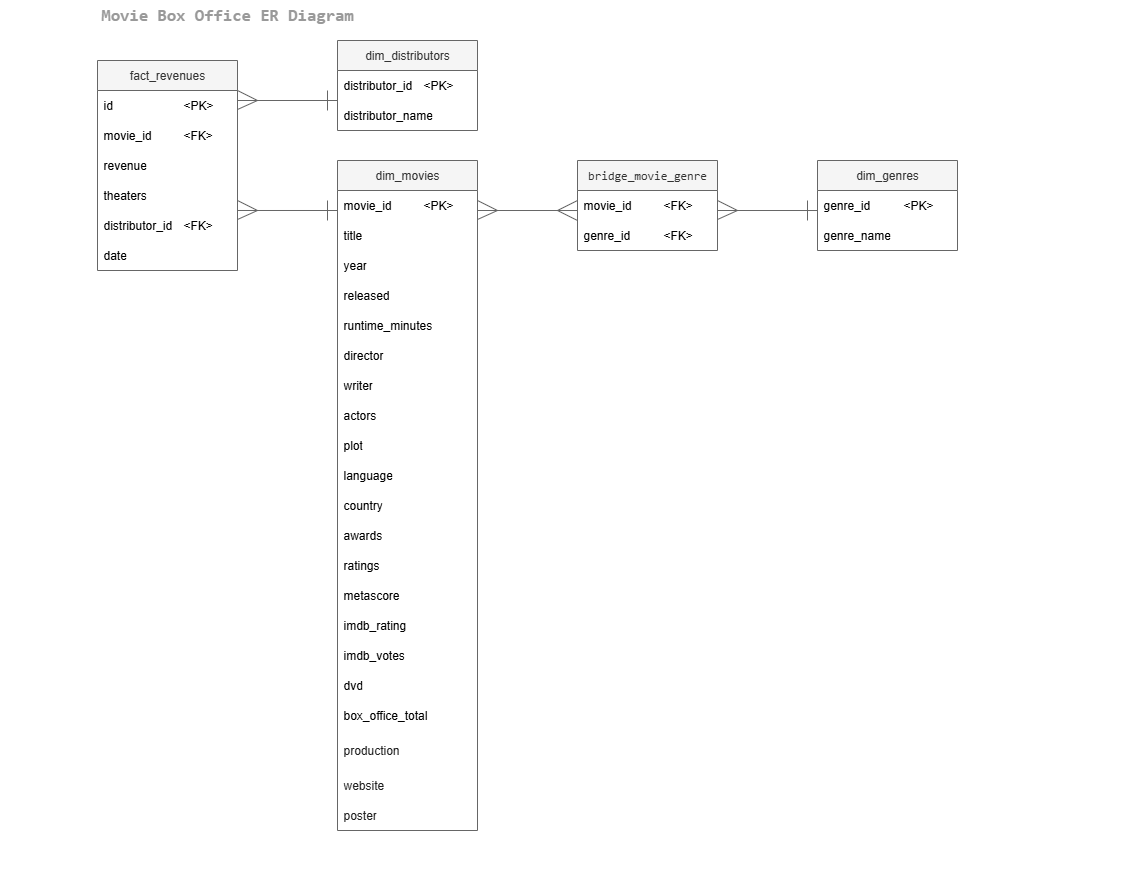 Movie Box Office ER Diagram
fact_revenues
id <PK>
movie_id <FK>
revenue
theaters
distributor_id <FK>
date
dim_distributors
distributor_id <PK>
distributor_name
dim_movies
movie_id <PK>
title
year
released
runtime_minutes
director
writer
actors
plot
language
country
awards
ratings
metascore
imdb_rating
imdb_votes
dvd
box_office_total
production
website
poster
bridge_movie_genre
movie_id <FK>
genre_id <FK>
dim_genres
genre_id <PK>
genre_name